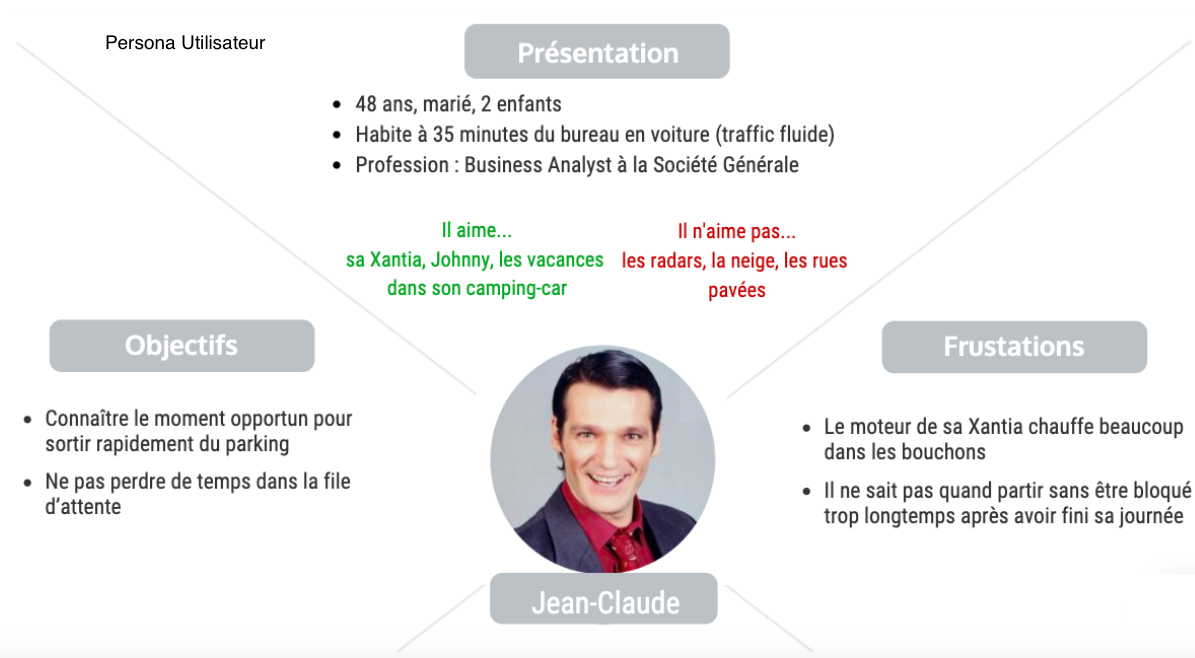 Persona Utilisateur
Présentation
48 ans, marié, 2 enfants
Habite à 35 minutes du bureau en voiture (traffic fluide)
Profession : Business Analyst à la Société Générale
Il aime...
sa Xantia, Johnny, les vacances
dans son camping-car
Il n'aime pas...
les radars, la neige, les rues
pavées
Objectifs
Connaître le moment opportun pour
sortir rapidement du parking
Ne pas perdre de temps dans la file
d’attente
Frustations
Le moteur de sa Xantia chauffe beaucoup
dans les bouchons
Il ne sait pas quand partir sans être bloqué
trop longtemps après avoir fini sa journée
Jean-Claude